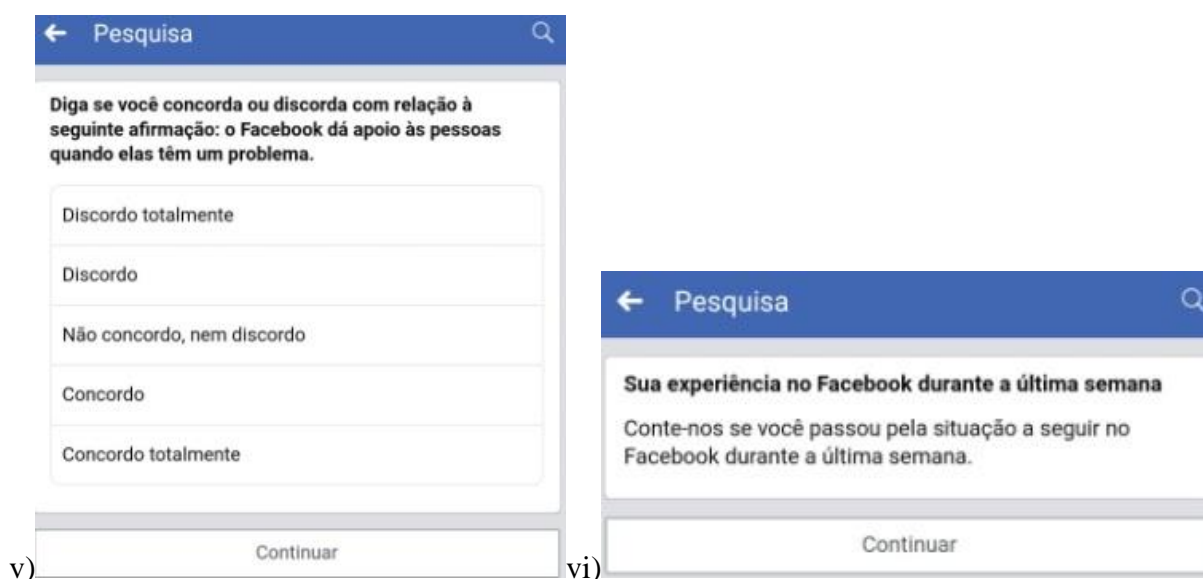 Pesquisa
Diga se você concorda ou discorda com relação à
seguinte afirmação: o Facebook dá apoio às pessoas
quando elas têm um problema.
Discordo totalmente
Discordo
Não concordo, nem discordo
Concordo
Concordo totalmente
Continuar
v)
Pesquisa
Sua experiência no Facebook durante a última semana
Conte-nos se você passou pela situação a seguir no
Facebook durante a última semana.
Continuar
vi)